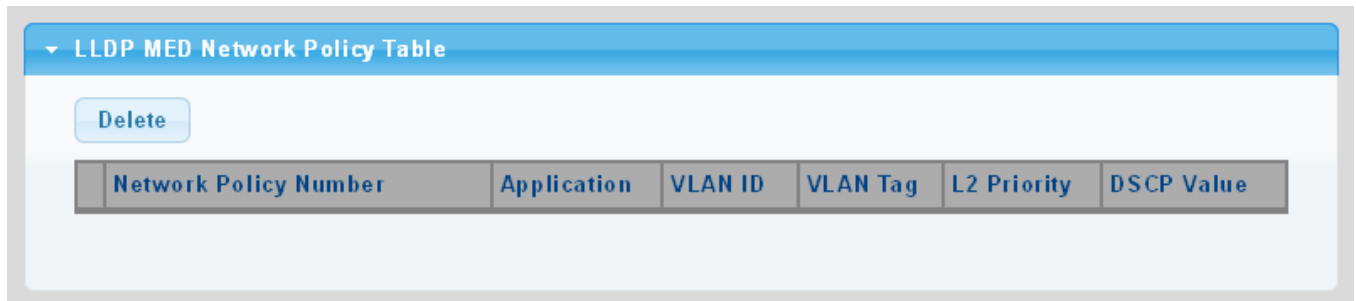 LLDP MED Network Policy Table
Delete
Network Policy Number Application VLAN ID VLAN Tag L2 Priority DSCP Value